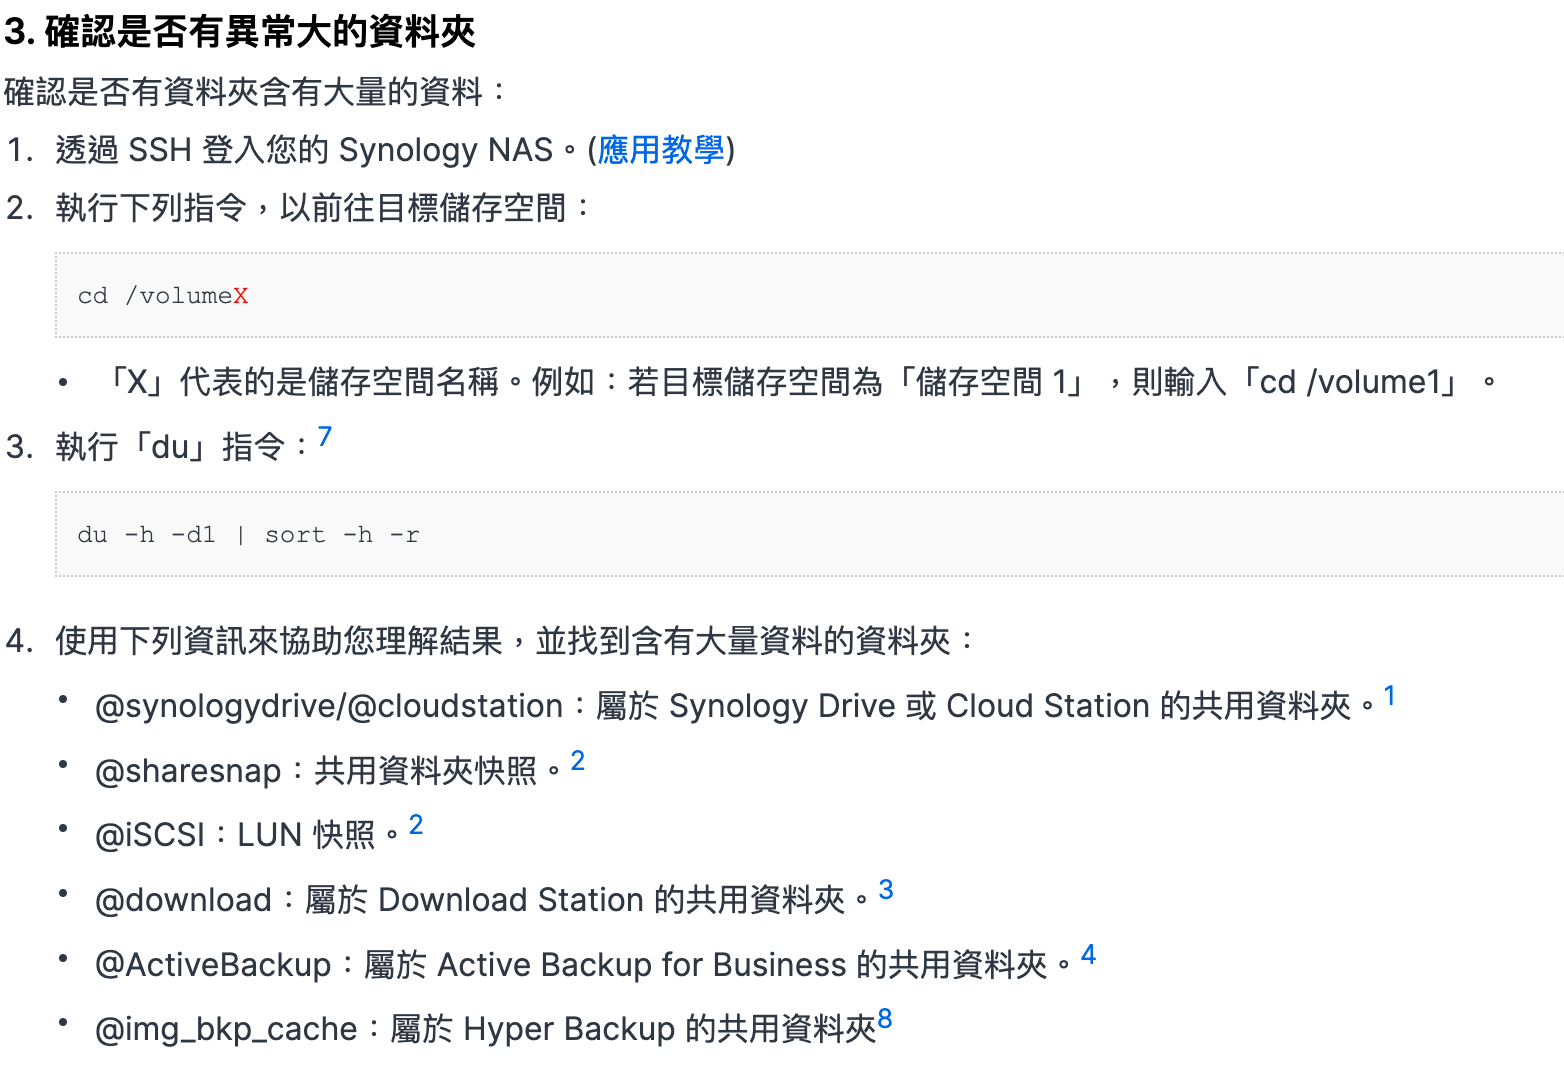 3. 確認是否有異常大的資料夾
確認是否有資料夾含有大量的資料：
1. 透過 SSH 登入您的 Synology NAS。(應用教學)
2. 執行下列指令，以前往目標儲存空間：
cd /volumeX
• 「X」代表的是儲存空間名稱。例如：若目標儲存空間為「儲存空間 1」，則輸入「cd /volume1」。
3. 執行「du」指令：7
du -h -d1 | sort -h -r
4. 使用下列資訊來協助您理解結果，並找到含有大量資料的資料夾：
• @synologydrive/@cloudstation：屬於 Synology Drive 或 Cloud Station 的共用資料夾。1
• @sharesnap：共用資料夾快照。2
• @iSCSI：LUN 快照。2
• @download：屬於 Download Station 的共用資料夾。3
• @ActiveBackup：屬於 Active Backup for Business 的共用資料夾。4
• @img_bkp_cache：屬於 Hyper Backup 的共用資料夾8